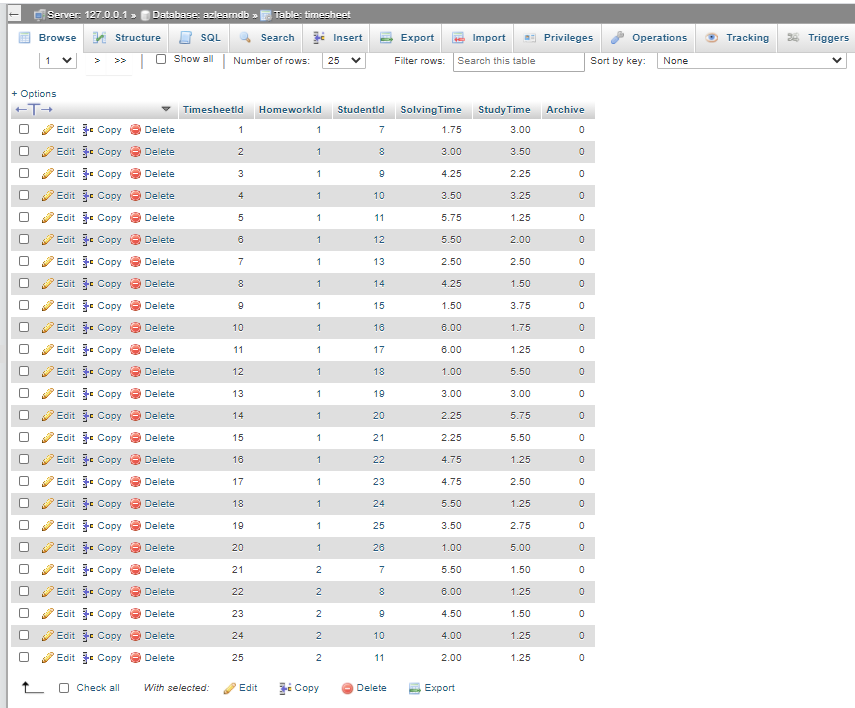 Server: 127.0.0.1 » Database: azlearndb » Table: timesheet
Browse Structure SQL Search Insert Export Import Privileges Operations Tracking Triggers
1 > >> Show all Number of rows: 25 Filter rows: Search this table Sort by key: None
+ Options
←T→ TimesheetId HomeworkId StudentId SolvingTime StudyTime Archive
Edit Copy Delete 1 1 7 1.75 3.00 0
Edit Copy Delete 2 1 8 3.00 3.50 0
Edit Copy Delete 3 1 9 4.25 2.25 0
Edit Copy Delete 4 1 10 3.50 3.25 0
Edit Copy Delete 5 1 11 5.75 1.25 0
Edit Copy Delete 6 1 12 5.50 2.00 0
Edit Copy Delete 7 1 13 2.50 2.50 0
Edit Copy Delete 8 1 14 4.25 1.50 0
Edit Copy Delete 9 1 15 1.50 3.75 0
Edit Copy Delete 10 1 16 6.00 1.75 0
Edit Copy Delete 11 1 17 6.00 1.25 0
Edit Copy Delete 12 1 18 1.00 5.50 0
Edit Copy Delete 13 1 19 3.00 3.00 0
Edit Copy Delete 14 1 20 2.25 5.75 0
Edit Copy Delete 15 1 21 2.25 5.50 0
Edit Copy Delete 16 1 22 4.75 1.25 0
Edit Copy Delete 17 1 23 4.75 2.50 0
Edit Copy Delete 18 1 24 5.50 1.25 0
Edit Copy Delete 19 1 25 3.50 2.75 0
Edit Copy Delete 20 1 26 1.00 5.00 0
Edit Copy Delete 21 2 7 5.50 1.50 0
Edit Copy Delete 22 2 8 6.00 1.25 0
Edit Copy Delete 23 2 9 4.50 1.50 0
Edit Copy Delete 24 2 10 4.00 1.25 0
Edit Copy Delete 25 2 11 2.00 1.25 0
Check all With selected: Edit Copy Delete Export